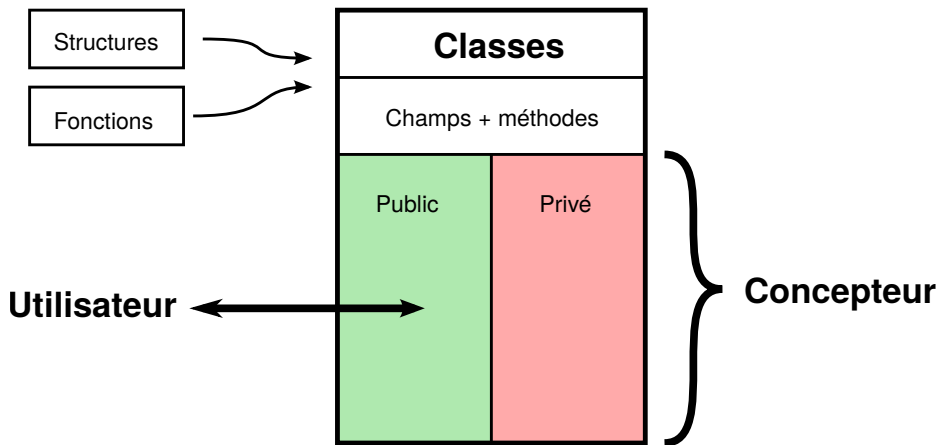 Structures
Fonctions
Classes
Champs + méthodes
Public
Privé
Utilisateur
Concepteur